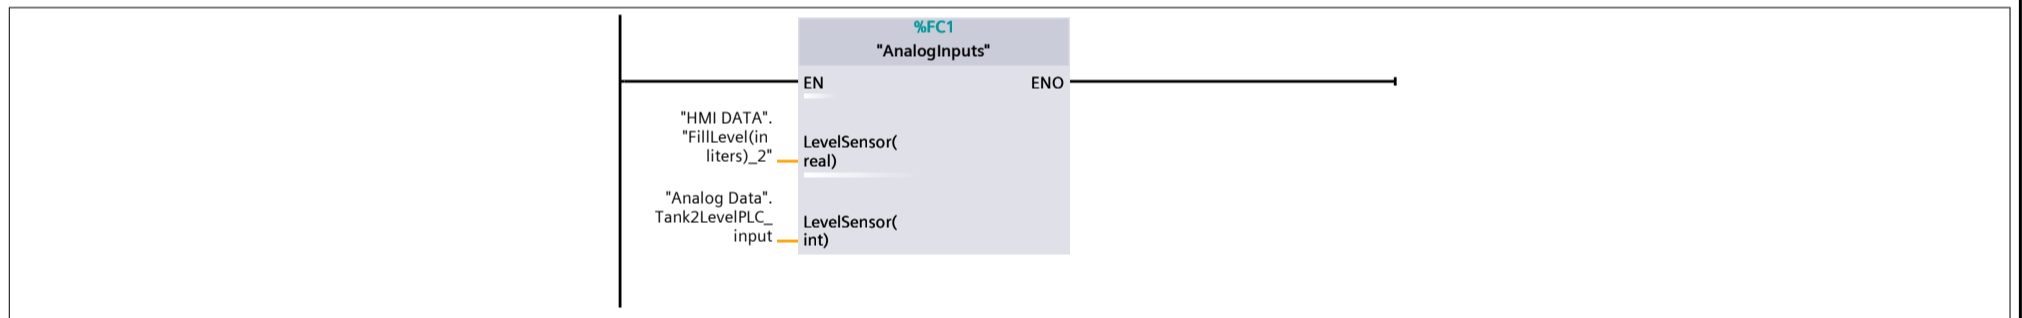 %FC1
"AnalogInputs"
EN
ENO
"HMI DATA".
"FillLevel(in
liters)_2"
LevelSensor(
real)
"Analog Data".
Tank2LevelPLC_
input
LevelSensor(
int)